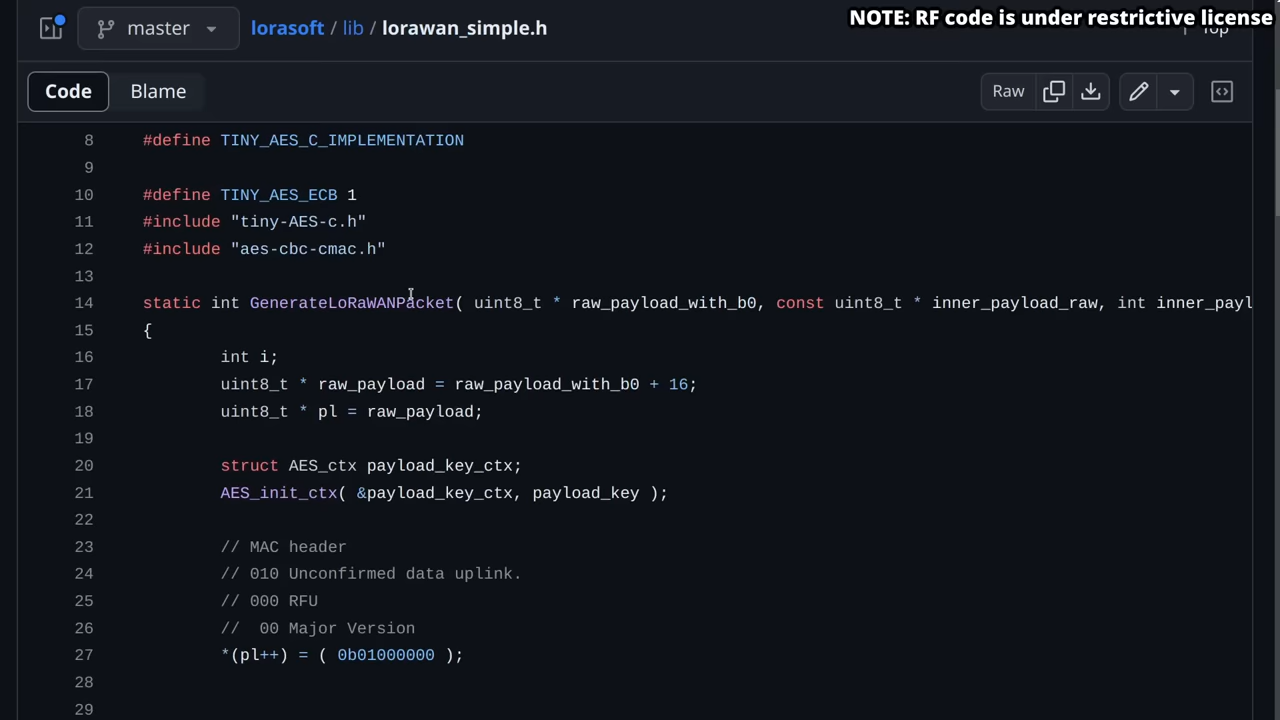 NOTE: RF code is under restrictive license
master
lorasoft / lib / lorawan_simple.h
Top
Code
Blame
Raw
8 #define TINY_AES_C_IMPLEMENTATION
9
10 #define TINY_AES_ECB 1
11 #include "tiny-AES-c.h"
12 #include "aes-cbc-cmac.h"
13
14 static int GenerateLoRaWANPacket( uint8_t * raw_payload_with_b0, const uint8_t * inner_payload_raw, int inner_payl
15 {
16 int i;
17 uint8_t * raw_payload = raw_payload_with_b0 + 16;
18 uint8_t * pl = raw_payload;
19
20 struct AES_ctx payload_key_ctx;
21 AES_init_ctx( &payload_key_ctx, payload_key );
22
23 // MAC header
24 // 010 Unconfirmed data uplink.
25 // 000 RFU
26 //  00 Major Version
27 *(pl++) = ( 0b01000000 );
28
29